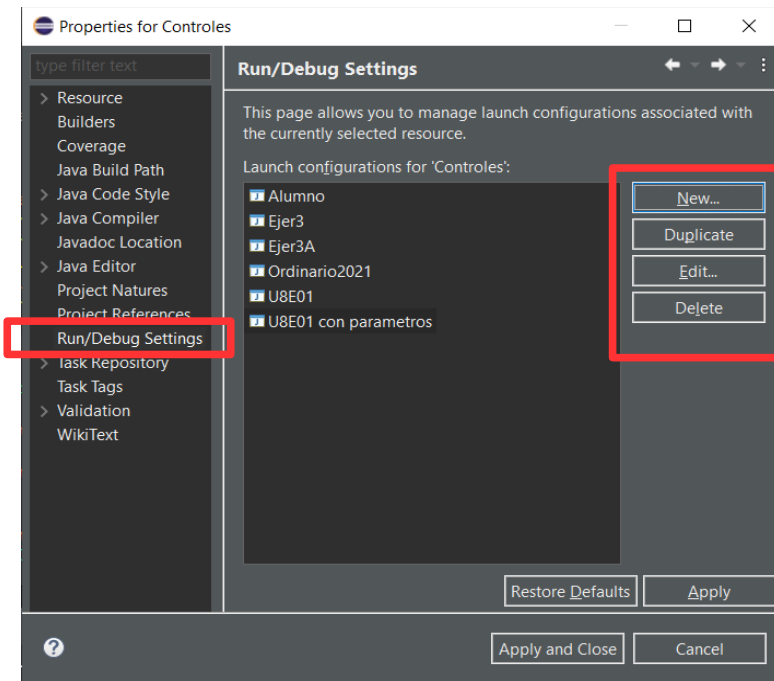 Properties for Controles
type filter text
Run/Debug Settings
Resource
Builders
Coverage
Java Build Path
Java Code Style
Java Compiler
Javadoc Location
Java Editor
Project Natures
Project References
Run/Debug Settings
Task Repository
Task Tags
Validation
WikiText
This page allows you to manage launch configurations associated with
the currently selected resource.
Launch configurations for 'Controles':
Alumno
Ejer3
Ejer3A
Ordinario2021
U8E01
U8E01 con parametros
New...
Duplicate
Edit...
Delete
Restore Defaults
Apply
Apply and Close
Cancel